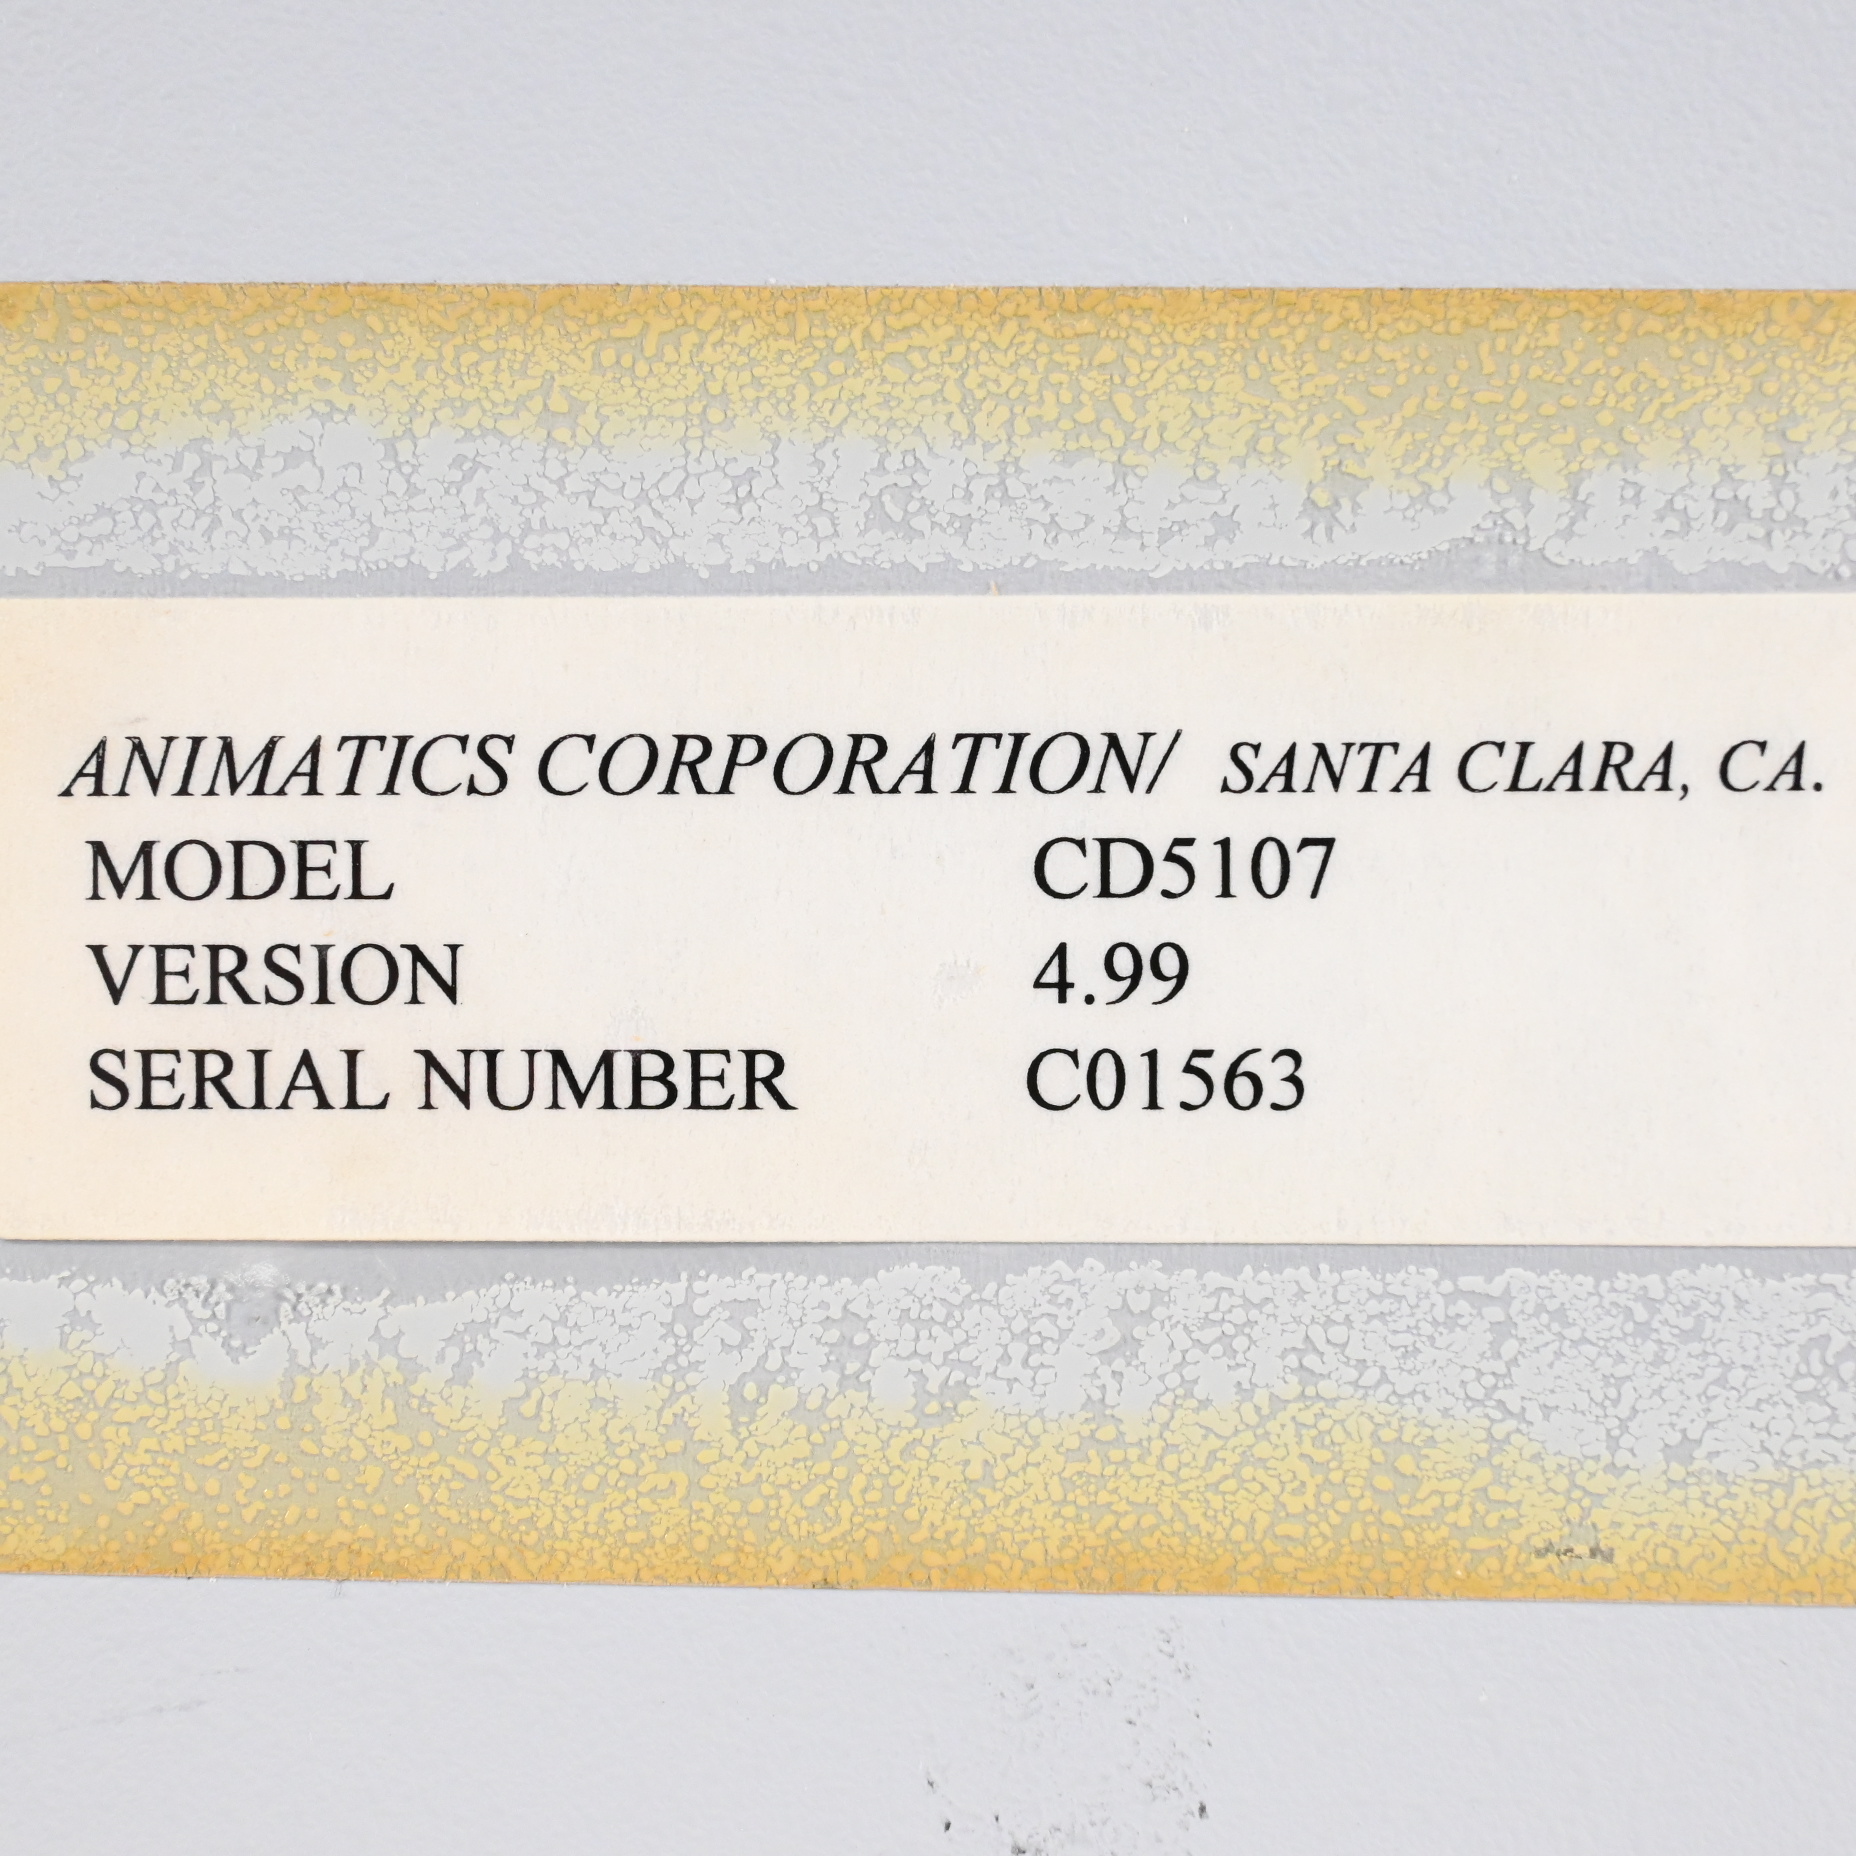 ANIMATICS CORPORATION/ SANTA CLARA, CA.
MODEL CD5107
VERSION 4.99
SERIAL NUMBER C01563